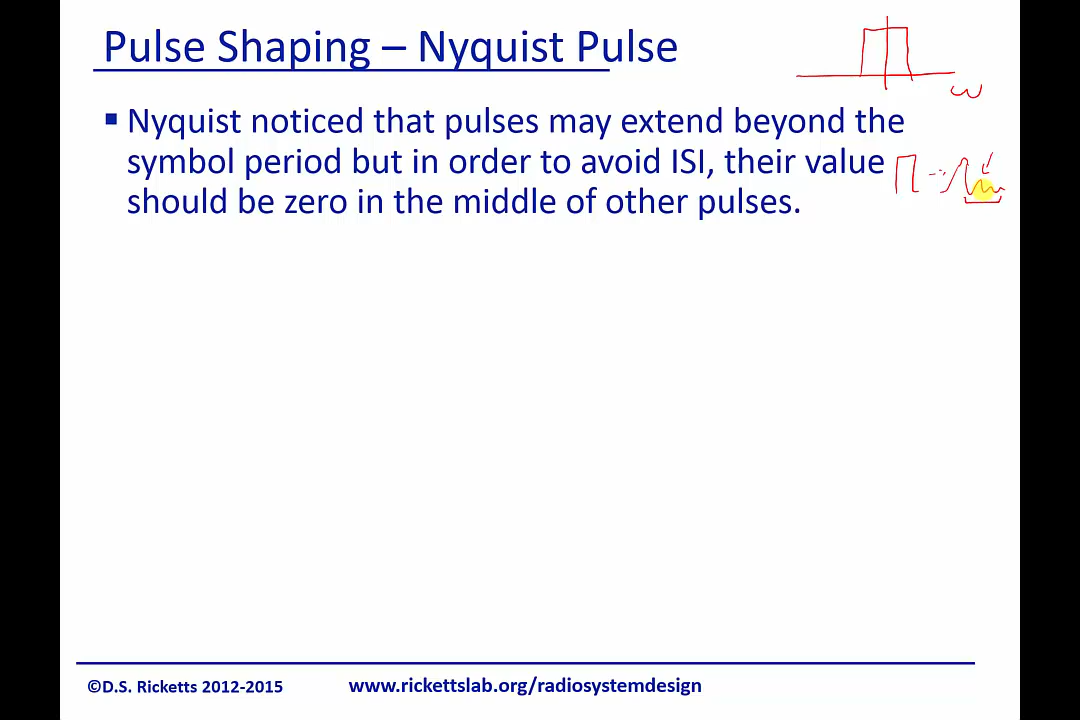 Pulse Shaping – Nyquist Pulse
ω
▪ Nyquist noticed that pulses may extend beyond the
symbol period but in order to avoid ISI, their value
should be zero in the middle of other pulses.
©D.S. Ricketts 2012-2015 www.rickettslab.org/radiosystemdesign